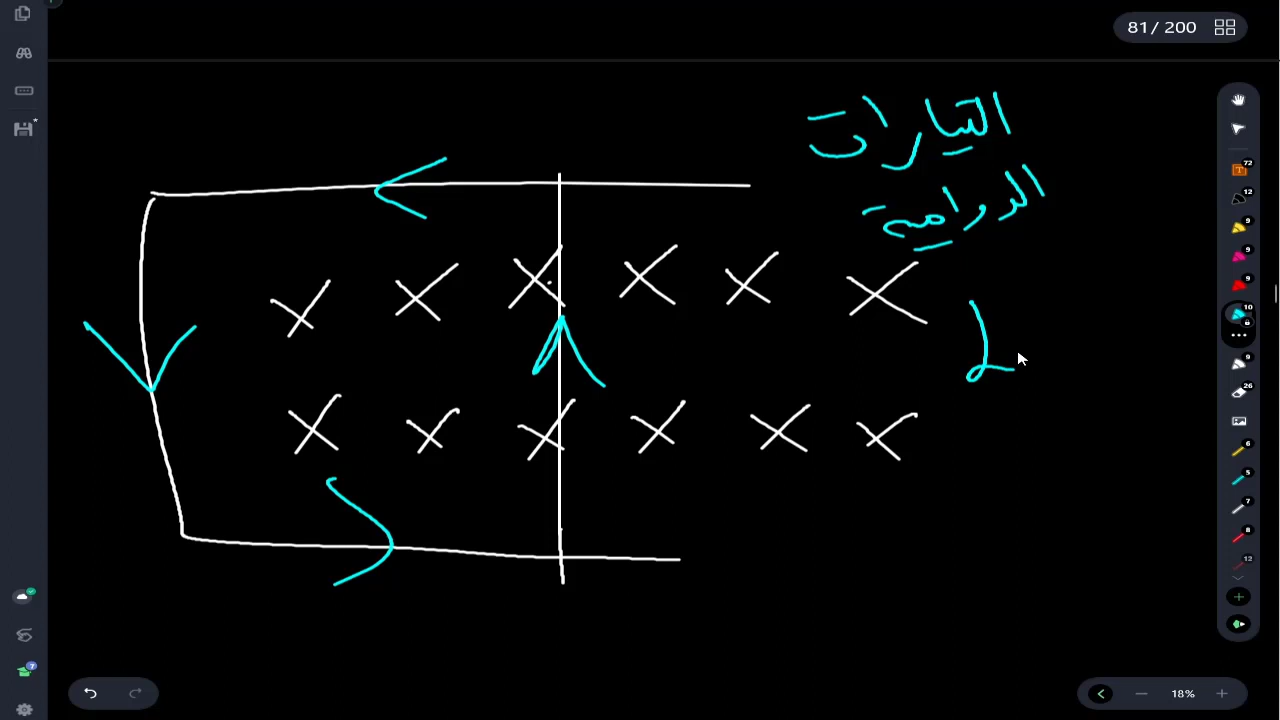 81 / 200
التيارات
الدوامية
18%